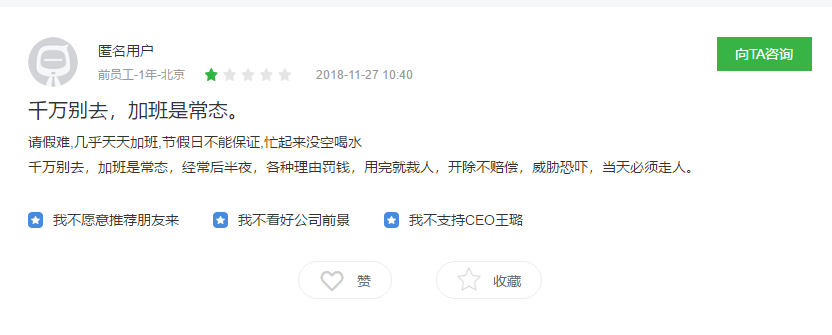 匿名用户
向TA咨询
前员工-1年-北京
2018-11-27 10:40
千万别去，加班是常态。
请假难,几乎天天加班,节假日不能保证,忙起来没空喝水
千万别去，加班是常态，经常后半夜，各种理由罚钱，用完就裁人，开除不赔偿，威胁恐吓，当天必须走人。
我不愿意推荐朋友来
我不看好公司前景
我不支持CEO王璐
赞
收藏